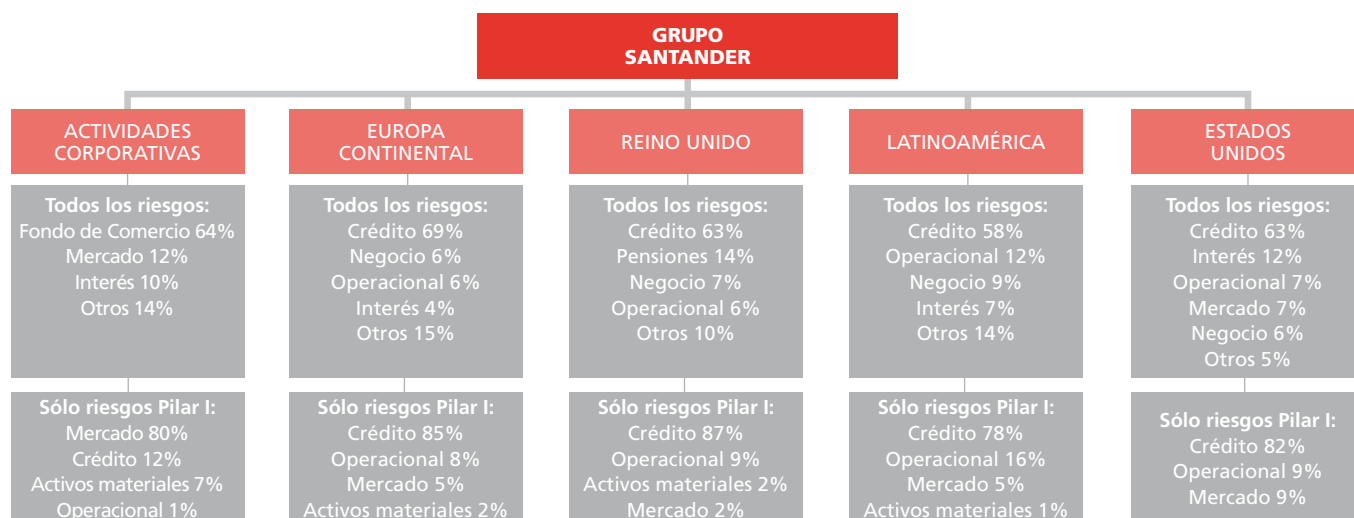 GRUPO
SANTANDER
ACTIVIDADES
CORPORATIVAS
Todos los riesgos:
Fondo de Comercio 64%
Mercado 12%
Interés 10%
Otros 14%
Sólo riesgos Pilar I:
Mercado 80%
Crédito 12%
Activos materiales 7%
Operacional 1%
EUROPA
CONTINENTAL
Todos los riesgos:
Crédito 69%
Negocio 6%
Operacional 6%
Interés 4%
Otros 15%
Sólo riesgos Pilar I:
Crédito 85%
Operacional 8%
Mercado 5%
Activos materiales 2%
REINO UNIDO
Todos los riesgos:
Crédito 63%
Pensiones 14%
Negocio 7%
Operacional 6%
Otros 10%
Sólo riesgos Pilar I:
Crédito 87%
Operacional 9%
Activos materiales 2%
Mercado 2%
LATINOAMÉRICA
Todos los riesgos:
Crédito 58%
Operacional 12%
Negocio 9%
Interés 7%
Otros 14%
Sólo riesgos Pilar I:
Crédito 78%
Operacional 16%
Mercado 5%
Activos materiales 1%
ESTADOS
UNIDOS
Todos los riesgos:
Crédito 63%
Interés 12%
Operacional 7%
Mercado 7%
Negocio 6%
Otros 5%
Sólo riesgos Pilar I:
Crédito 82%
Operacional 9%
Mercado 9%